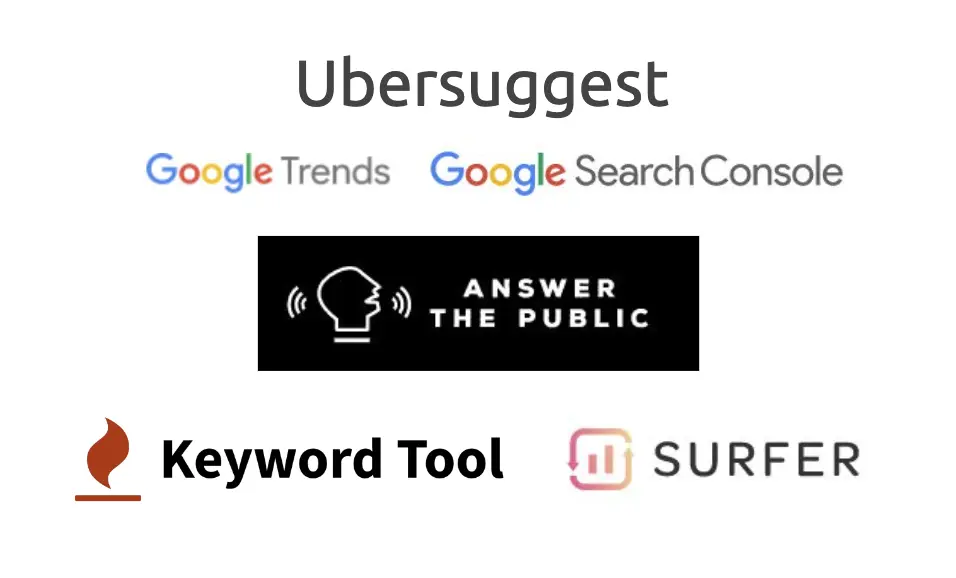 Ubersuggest
Google Trends
Google Search Console
ANSWER
THE PUBLIC
Keyword Tool
SURFER